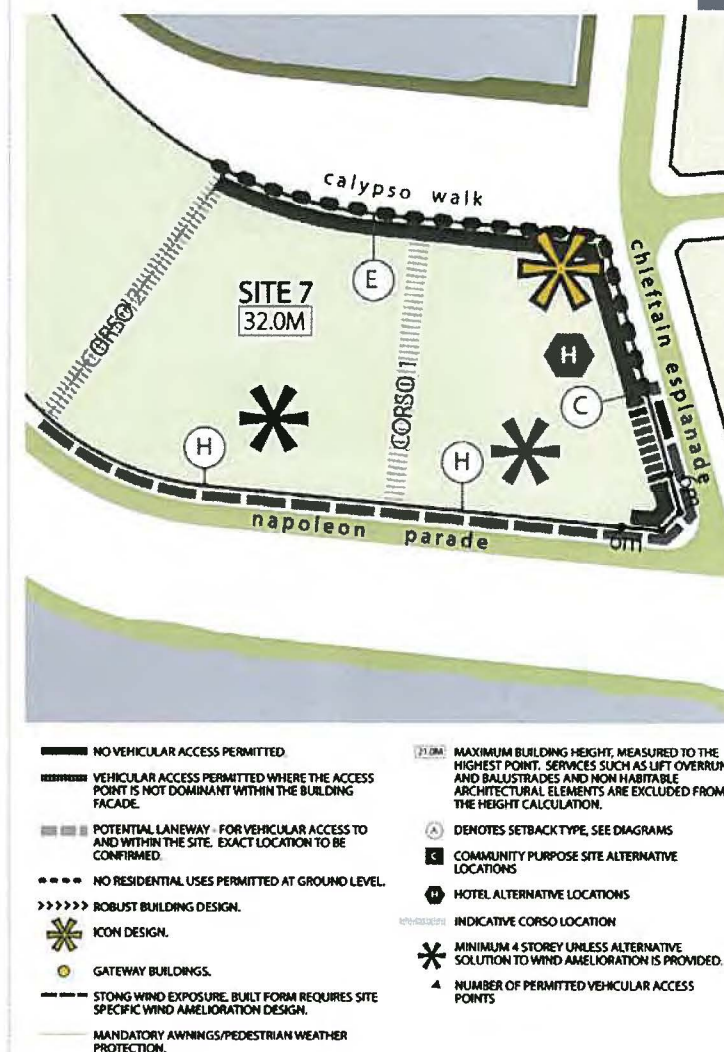 calypso walk
E
SITE 7
32.0M
CORSO 2
CORSO 1
H
C
chieftain esplanade
H
H
6m
6m
napoleon parade
NO VEHICULAR ACCESS PERMITTED
VEHICULAR ACCESS PERMITTED WHERE THE ACCESS
POINT IS NOT DOMINANT WITHIN THE BUILDING
FACADE.
POTENTIAL LANEWAY - FOR VEHICULAR ACCESS TO
AND WITHIN THE SITE. EXACT LOCATION TO BE
CONFIRMED.
NO RESIDENTIAL USES PERMITTED AT GROUND LEVEL.
ROBUST BUILDING DESIGN.
ICON DESIGN.
GATEWAY BUILDINGS.
STONG WIND EXPOSURE. BUILT FORM REQUIRES SITE
SPECIFIC WIND AMELIORATION DESIGN.
MANDATORY AWNINGS/PEDESTRIAN WEATHER
PROTECTION.
21.0M
MAXIMUM BUILDING HEIGHT, MEASURED TO THE
HIGHEST POINT. SERVICES SUCH AS LIFT OVERRUN
AND BALUSTRADES AND NON HABITABLE
ARCHITECTURAL ELEMENTS ARE EXCLUDED FROM
THE HEIGHT CALCULATION.
A
DENOTES SETBACK TYPE, SEE DIAGRAMS
C
COMMUNITY PURPOSE SITE ALTERNATIVE
LOCATIONS
H
HOTEL ALTERNATIVE LOCATIONS
INDICATIVE CORSO LOCATION
MINIMUM 4 STOREY UNLESS ALTERNATIVE
SOLUTION TO WIND AMELIORATION IS PROVIDED.
NUMBER OF PERMITTED VEHICULAR ACCESS
POINTS